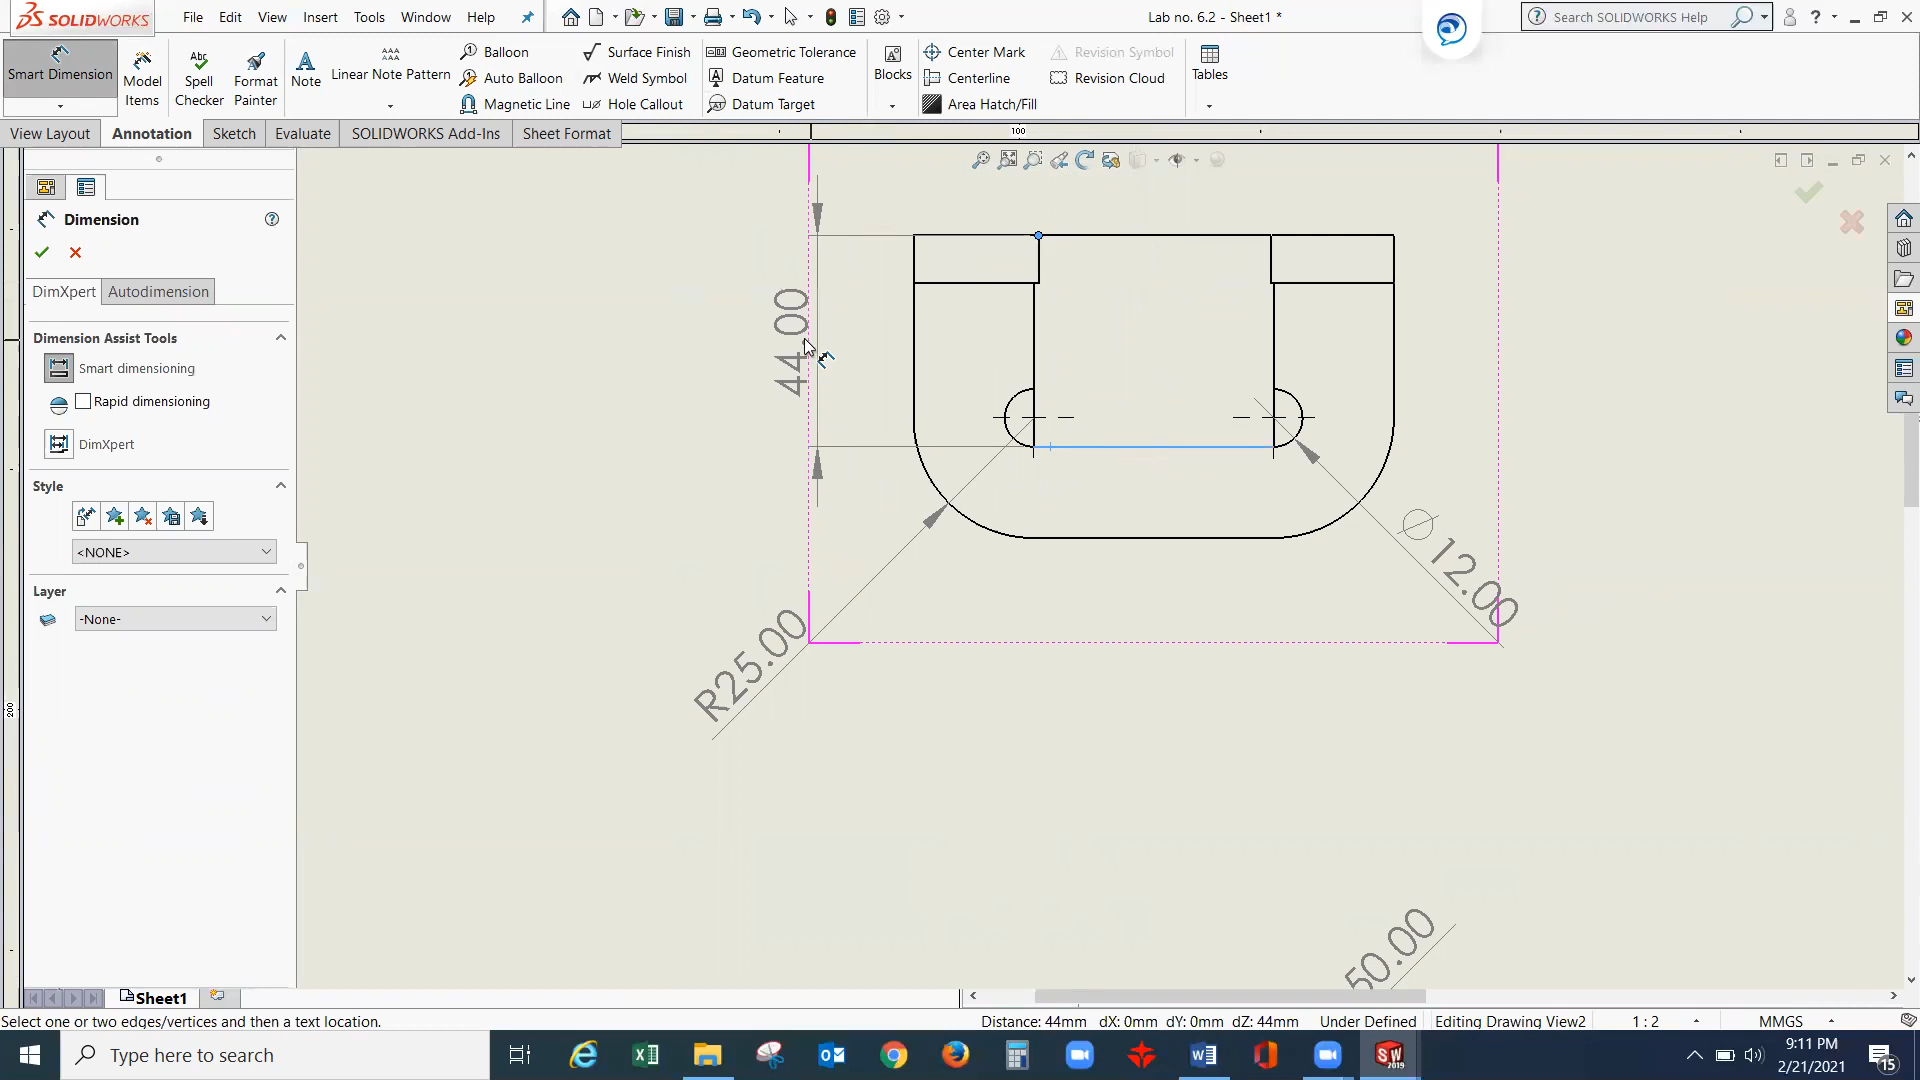 SOLIDWORKS File Edit View Insert Tools Window Help Lab no. 6.2 - Sheet1 * Search SOLIDWORKS Help
Smart Dimension
Model Items
Spell Checker
Format Painter
Note
Linear Note Pattern
Balloon
Auto Balloon
Magnetic Line
Surface Finish
Weld Symbol
Hole Callout
Geometric Tolerance
Datum Feature
Datum Target
Blocks
Center Mark
Centerline
Area Hatch/Fill
Revision Symbol
Revision Cloud
Tables
View Layout Annotation Sketch Evaluate SOLIDWORKS Add-Ins Sheet Format
100
Dimension
DimXpert Autodimension
Dimension Assist Tools
Smart dimensioning
Rapid dimensioning
DimXpert
Style
<NONE>
Layer
-None-
200
44.00
R25.00
∅12.00
50.00
Sheet1
Select one or two edges/vertices and then a text location.
Distance: 44mm dX: 0mm dY: 0mm dZ: 44mm Under Defined Editing Drawing View2 1 : 2 MMGS
Type here to search
SW 2019
9:11 PM
2/21/2021
15